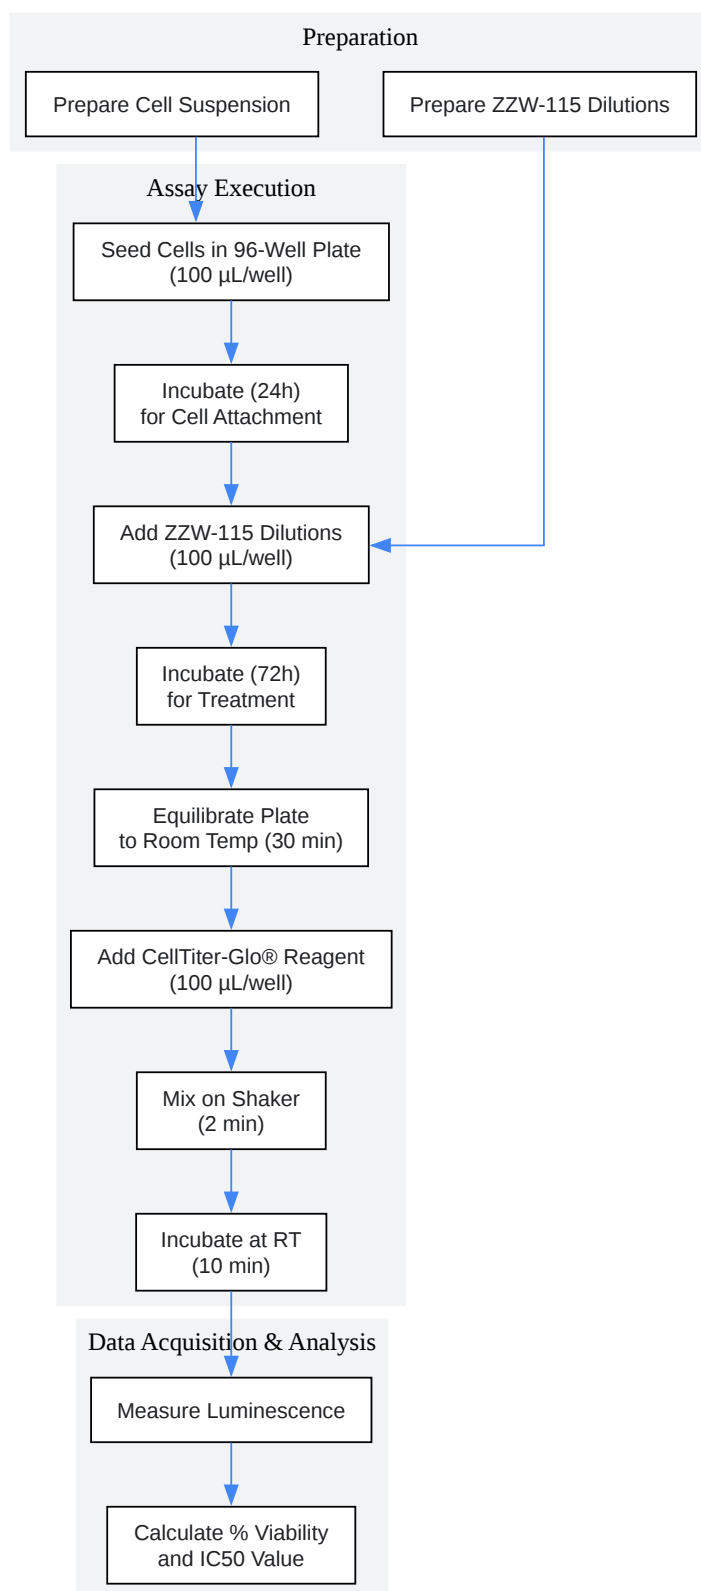 Preparation
Prepare Cell Suspension
Prepare ZZW-115 Dilutions
Assay Execution
Seed Cells in 96-Well Plate
(100 µL/well)
Incubate (24h)
for Cell Attachment
Add ZZW-115 Dilutions
(100 µL/well)
Incubate (72h)
for Treatment
Equilibrate Plate
to Room Temp (30 min)
Add CellTiter-Glo® Reagent
(100 µL/well)
Mix on Shaker
(2 min)
Incubate at RT
(10 min)
Data Acquisition & Analysis
Measure Luminescence
Calculate % Viability
and IC50 Value